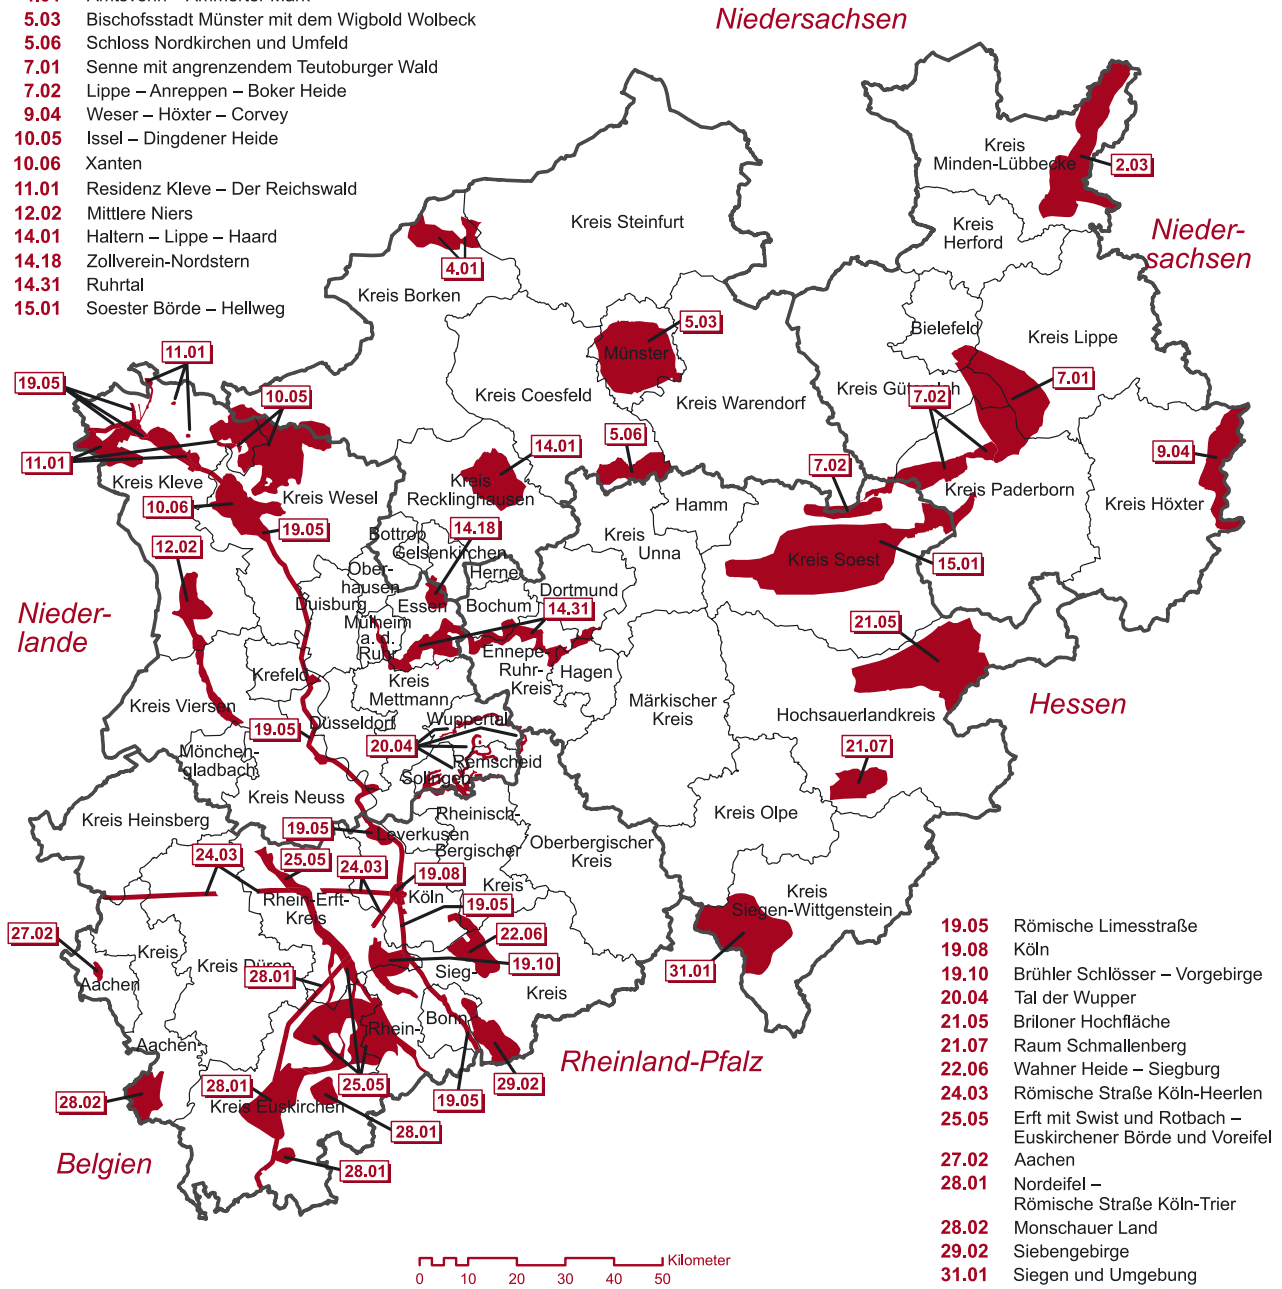 5.03 Bischofsstadt Münster mit dem Wigbold Wolbeck
5.06 Schloss Nordkirchen und Umfeld
7.01 Senne mit angrenzendem Teutoburger Wald
7.02 Lippe – Anreppen – Boker Heide
9.04 Weser – Höxter – Corvey
10.05 Issel – Dingdener Heide
10.06 Xanten
11.01 Residenz Kleve – Der Reichswald
12.02 Mittlere Niers
14.01 Haltern – Lippe – Haard
14.18 Zollverein-Nordstern
14.31 Ruhrtal
15.01 Soester Börde – Hellweg
Niedersachsen
Kreis
Minden-Lübbecke
2.03
Kreis Steinfurt
Kreis
Herford
Nieder-
sachsen
4.01
Kreis Borken
5.03
Münster
Bielefeld
Kreis Lippe
11.01
19.05
10.05
Kreis Coesfeld
Kreis Warendorf
Kreis Gütersloh
7.02
7.01
11.01
Kreis Kleve
14.01
5.06
7.02
9.04
Kreis
Recklinghausen
Kreis Wesel
10.06
19.05
Hamm
Kreis Paderborn
Kreis Höxter
12.02
Bottrop
14.18
Gelsenkirchen
Kreis
Unna
Kreis Soest
15.01
Ober-
hausen
Herne
Dortmund
Duisburg
Essen
Bochum
14.31
Mülheim
a. d.
Ruhr
Nieder-
lande
21.05
Ennepe-
Ruhr-
Kreis
Hagen
Krefeld
Kreis
Mettmann
Märkischer
Kreis
Hochsauerlandkreis
Hessen
Kreis Viersen
19.05
Düsseldorf
Wuppertal
20.04
Remscheid
Solingen
21.07
Mönchen-
gladbach
Kreis Neuss
Kreis Heinsberg
19.05
Leverkusen
Rheinisch-
Bergischer
Kreis
Oberbergischer
Kreis
Kreis Olpe
24.03
25.05
24.03
19.08
Rhein-Erft-
Kreis
Köln
19.05
Kreis
Siegen-Wittgenstein
27.02
Kreis
Aachen
Kreis Düren
28.01
22.06
19.10
Sieg-
Kreis
31.01
Aachen
Rhein-
Bonn
Rheinland-Pfalz
28.02
28.01
25.05
19.05
29.02
Kreis Euskirchen
28.01
Belgien
28.01
19.05 Römische Limesstraße
19.08 Köln
19.10 Brühler Schlösser – Vorgebirge
20.04 Tal der Wupper
21.05 Briloner Hochfläche
21.07 Raum Schmallenberg
22.06 Wahner Heide – Siegburg
24.03 Römische Straße Köln-Heerlen
25.05 Erft mit Swist und Rotbach –
Euskirchener Börde und Voreifel
27.02 Aachen
28.01 Nordeifel –
Römische Straße Köln-Trier
28.02 Monschauer Land
29.02 Siebengebirge
31.01 Siegen und Umgebung
Kilometer
0 10 20 30 40 50